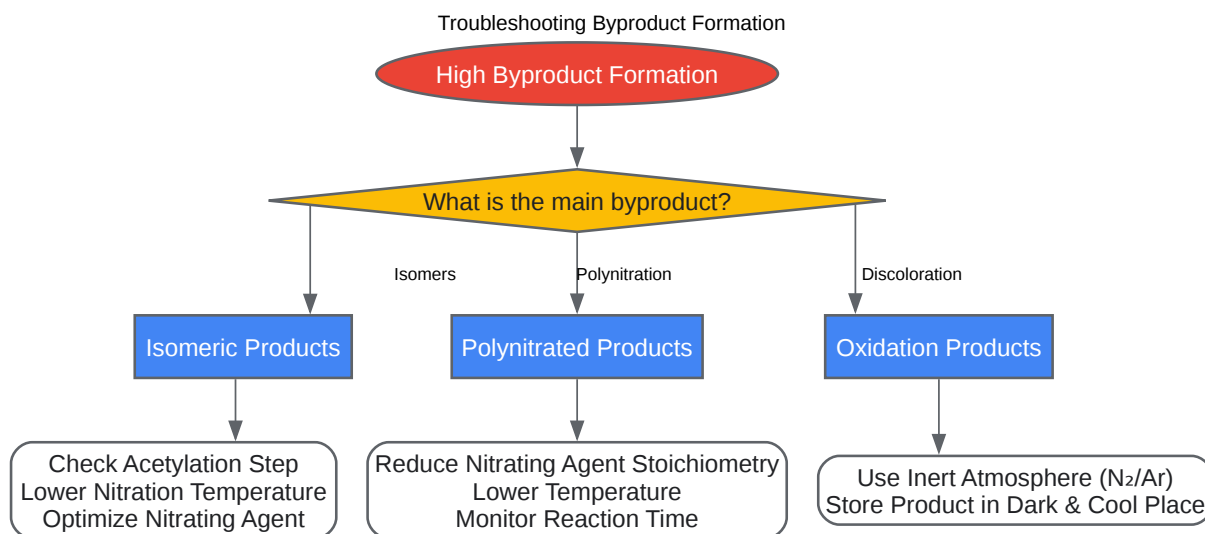 Troubleshooting Byproduct Formation
High Byproduct Formation
What is the main byproduct?
Isomers
Polynitration
Discoloration
Isomeric Products
Polynitrated Products
Oxidation Products
Check Acetylation Step
Lower Nitration Temperature
Optimize Nitrating Agent
Reduce Nitrating Agent Stoichiometry
Lower Temperature
Monitor Reaction Time
Use Inert Atmosphere (N₂/Ar)
Store Product in Dark & Cool Place